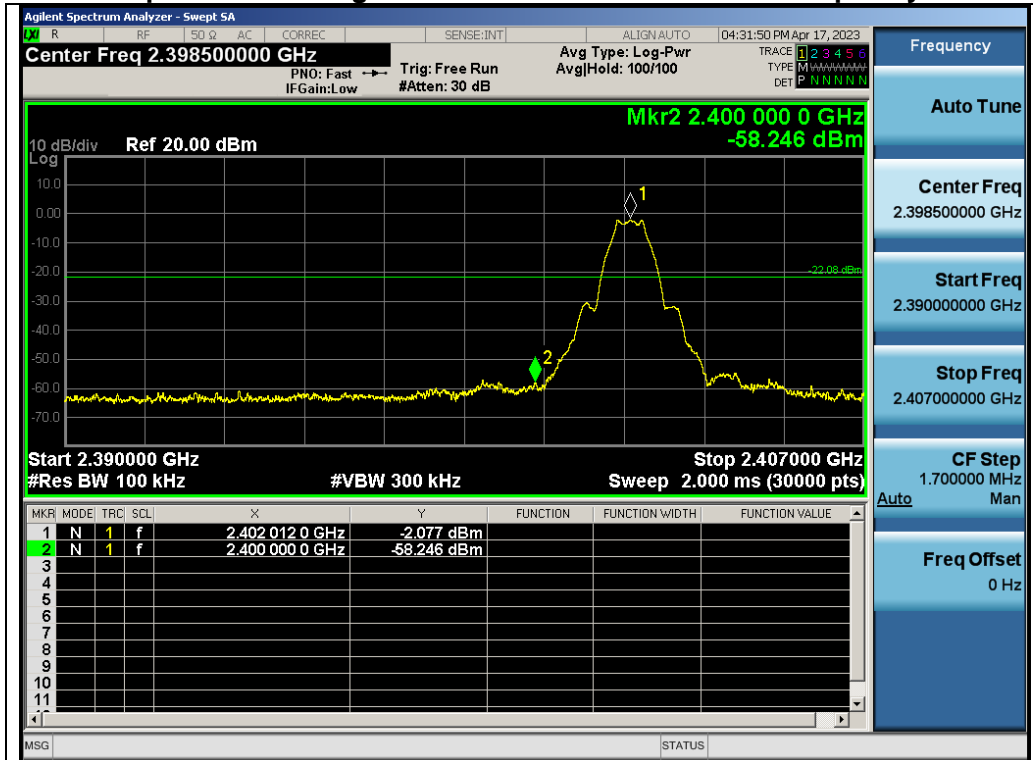 Agilent Spectrum Analyzer - Swept SA
LXI R RF 50 Ω AC CORREC SENSE:INT ALIGN AUTO 04:31:50 PM Apr 17, 2023
Center Freq 2.398500000 GHz
PNO: Fast
IFGain:Low
Trig: Free Run
#Atten: 30 dB
Avg Type: Log-Pwr
Avg|Hold: 100/100
TRACE 1 2 3 4 5 6
TYPE M WWWWW
DET P N N N N N
Mkr2 2.400 000 0 GHz
-58.246 dBm
10 dB/div Ref 20.00 dBm
Log
10.0
0.00
-10.0
-20.0
-30.0
-40.0
-50.0
-60.0
-70.0
1
-22.08 dBm
2
Start 2.390000 GHz Stop 2.407000 GHz
#Res BW 100 kHz #VBW 300 kHz Sweep 2.000 ms (30000 pts)
MKR MODE TRC SCL X Y FUNCTION FUNCTION WIDTH FUNCTION VALUE
1 N 1 f 2.402 012 0 GHz -2.077 dBm
2 N 1 f 2.400 000 0 GHz -58.246 dBm
3
4
5
6
7
8
9
10
11
MSG STATUS
Frequency
Auto Tune
Center Freq
2.398500000 GHz
Start Freq
2.390000000 GHz
Stop Freq
2.407000000 GHz
CF Step
1.700000 MHz
Auto Man
Freq Offset
0 Hz